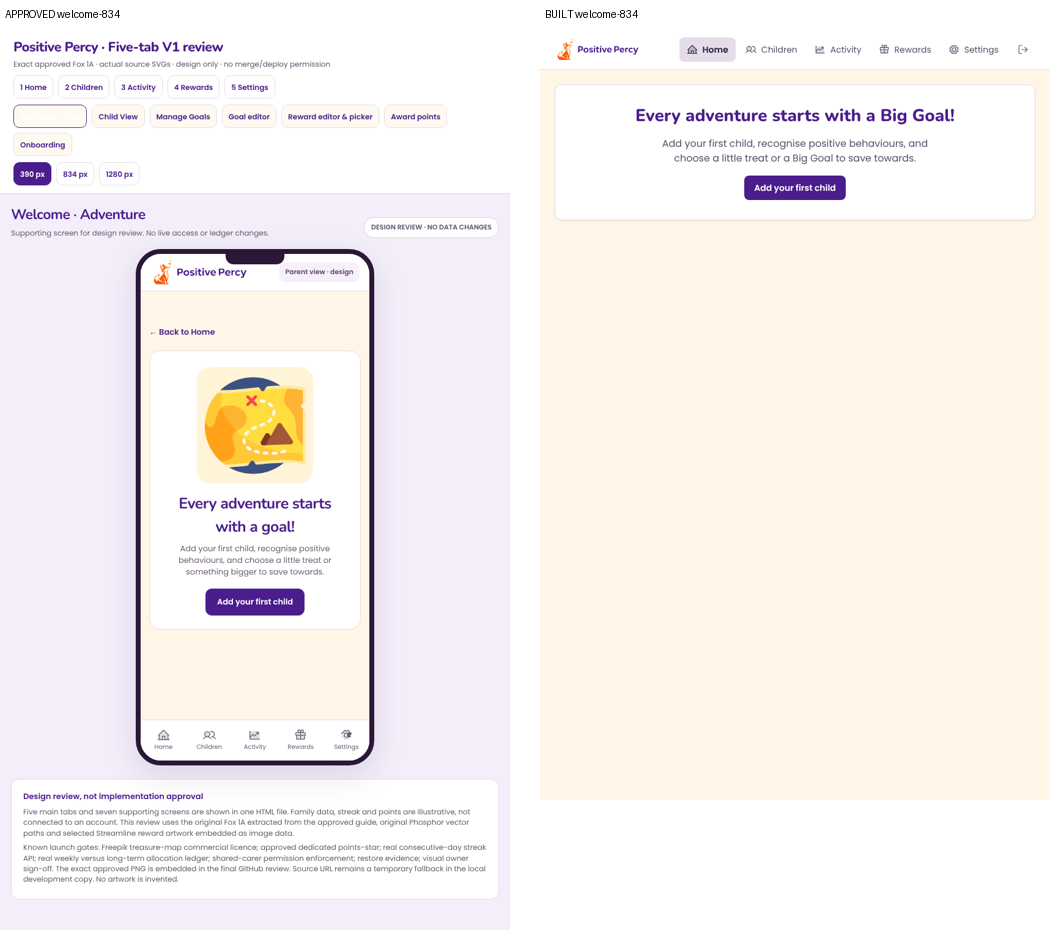 APPROVED welcome-834
Positive Percy · Five-tab V1 review
Exact approved Fox 1A · actual source SVGs · design only · no merge/deploy permission
1 Home
2 Children
3 Activity
4 Rewards
5 Settings
Child View
Manage Goals
Goal editor
Reward editor & picker
Award points
Onboarding
390 px
834 px
1280 px
Welcome · Adventure
Supporting screen for design review. No live access or ledger changes.
DESIGN REVIEW · NO DATA CHANGES
Positive Percy
Parent view · design
← Back to Home
Every adventure starts
with a goal!
Add your first child, recognise positive
behaviours, and choose a little treat or
something bigger to save towards.
Add your first child
Home
Children
Activity
Rewards
Settings
Design review, not implementation approval
Five main tabs and seven supporting screens are shown in one HTML file. Family data, streak and points are illustrative, not
connected to an account. This review uses the original Fox 1A extracted from the approved guide, original Phosphor vector
paths and selected Streamline reward artwork embedded as image data.
Known launch gates: Freepik treasure-map commercial licence; approved dedicated points-star; real consecutive-day streak
API; real weekly versus long-term allocation ledger; shared-carer permission enforcement; restore evidence; visual owner
sign-off. The exact approved PNG is embedded in the final GitHub review. Source URL remains a temporary fallback in the local
development copy. No artwork is invented.
BUILT welcome-834
Positive Percy
Home
Children
Activity
Rewards
Settings
Every adventure starts with a Big Goal!
Add your first child, recognise positive behaviours, and
choose a little treat or a Big Goal to save towards.
Add your first child